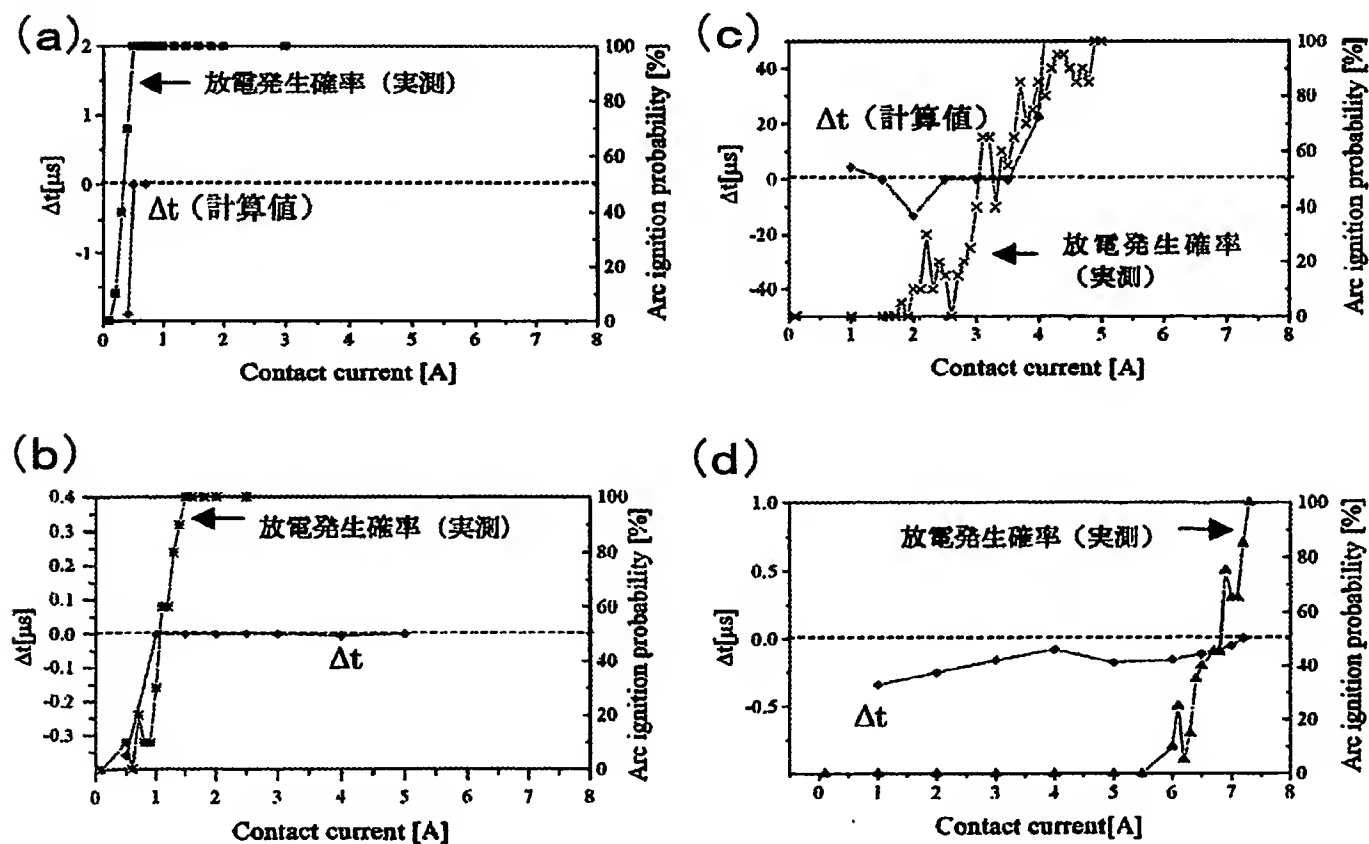 (a)
2
1
0
-1
Δt[μs]
放電発生確率 (実測)
Δt (計算値)
100
80
60
40
20
0
Arc ignition probability [%]
0 1 2 3 4 5 6 7 8
Contact current [A]
(c)
40
20
0
-20
-40
Δt[μs]
Δt (計算値)
放電発生確率
(実測)
100
80
60
40
20
0
Arc ignition probability [%]
0 1 2 3 4 5 6 7 8
Contact current [A]
(b)
0.4
0.3
0.2
0.1
0.0
-0.1
-0.2
-0.3
Δt[μs]
放電発生確率 (実測)
Δt
100
80
60
40
20
0
Arc ignition probability [%]
0 1 2 3 4 5 6 7 8
Contact current [A]
(d)
1.0
0.5
0.0
-0.5
Δt[μs]
放電発生確率 (実測)
Δt
100
80
60
40
20
0
Arc ignition probability [%]
0 1 2 3 4 5 6 7 8
Contact current[A]